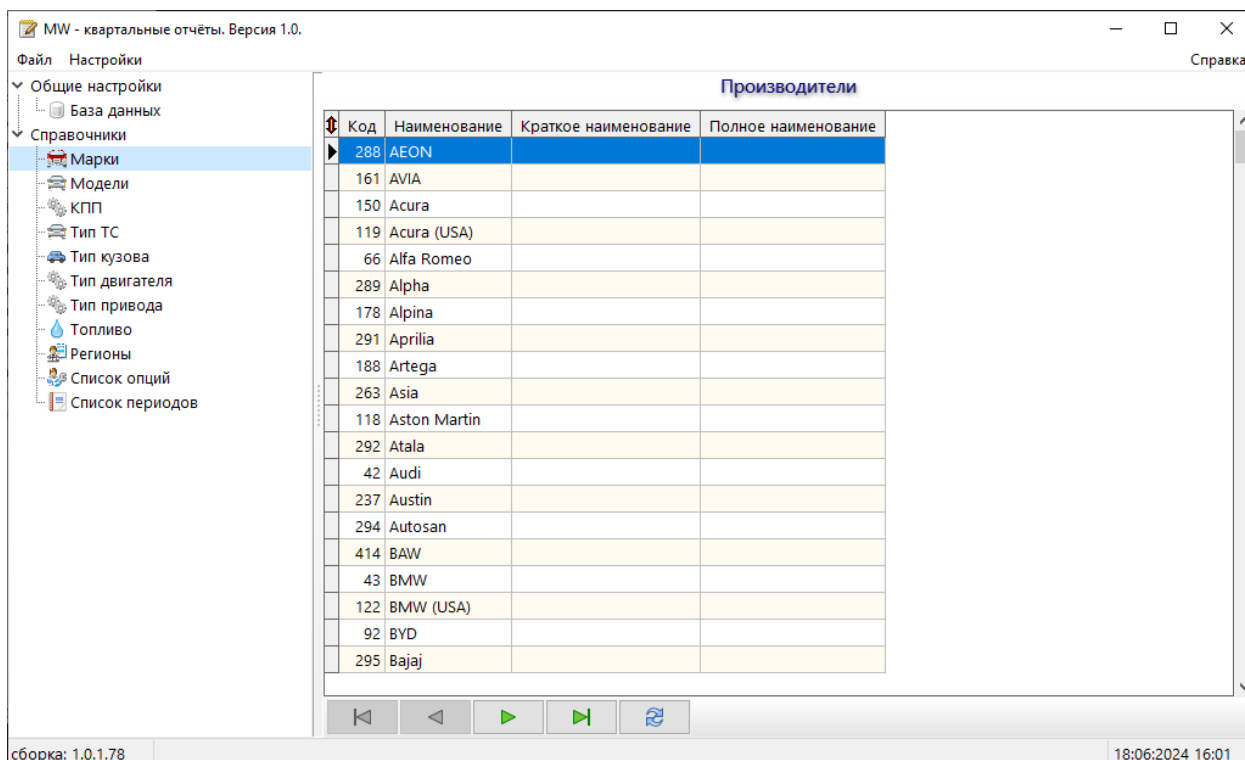 MW - квартальные отчёты. Версия 1.0.
Файл Настройки Справка
Общие настройки
База данных
Справочники
Марки
Модели
КПП
Тип ТС
Тип кузова
Тип двигателя
Тип привода
Топливо
Регионы
Список опций
Список периодов
Производители
Код Наименование Краткое наименование Полное наименование
288 AEON
161 AVIA
150 Acura
119 Acura (USA)
66 Alfa Romeo
289 Alpha
178 Alpina
291 Aprilia
188 Artega
263 Asia
118 Aston Martin
292 Atala
42 Audi
237 Austin
294 Autosan
414 BAW
43 BMW
122 BMW (USA)
92 BYD
295 Bajaj
сборка: 1.0.1.78 18:06:2024 16:01